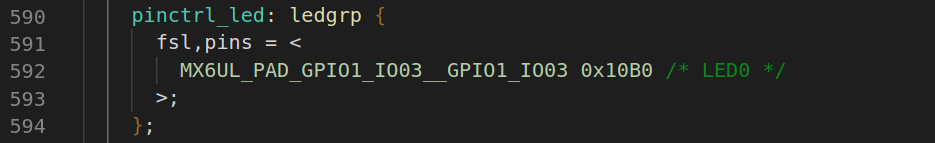 590 pinctrl_led: ledgrp {
591 fsl,pins = <
592 MX6UL_PAD_GPIO1_IO03__GPIO1_IO03 0x10B0 /* LED0 */
593 >;
594 };